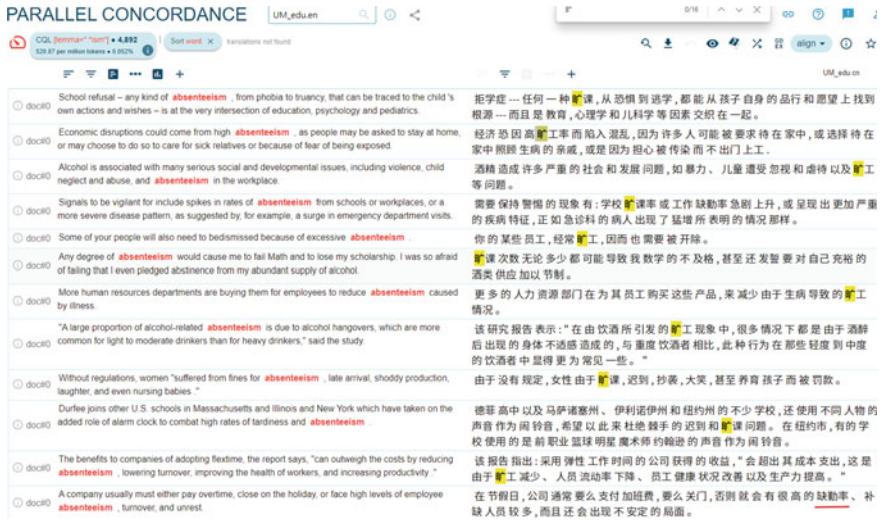 PARALLEL CONCORDANCE
UM_edu.en
旷
0/16
CQL [lemma=".*ism"] • 4,892
529.87 per million tokens • 0.052%
Sort word ×
translations not found
align
UM_edu.cn
doc#0 School refusal – any kind of absenteeism , from phobia to truancy, that can be traced to the child 's
own actions and wishes – is at the very intersection of education, psychology and pediatrics.
拒学症 --- 任何一种旷课,从恐惧到逃学,都能从孩子自身的品行和愿望上找到
根源 --- 而且是教育,心理学和儿科学等因素交织在一起。
doc#0 Economic disruptions could come from high absenteeism , as people may be asked to stay at home,
or may choose to do so to care for sick relatives or because of fear of being exposed.
经济恐因高旷工率而陷入混乱,因为许多人可能被要求待在家中,或选择待在
家中照顾生病的亲戚,或是因为担心被传染而不出门上工.
doc#0 Alcohol is associated with many serious social and developmental issues, including violence, child
neglect and abuse, and absenteeism in the workplace.
酒精造成许多严重的社会和发展问题,如暴力、儿童遭受忽视和虐待以及旷工
等问题。
doc#0 Signals to be vigilant for include spikes in rates of absenteeism from schools or workplaces, or a
more severe disease pattern, as suggested by, for example, a surge in emergency department visits.
需要保持警惕的现象有:学校旷课率或工作缺勤率急剧上升,或呈现出更加严重
的疾病特征,正如急诊科的病人出现了猛增所表明的情况那样。
doc#0 Some of your people will also need to bedismissed because of excessive absenteeism .
你的某些员工,经常旷工,因而也需要被开除。
doc#0 Any degree of absenteeism would cause me to fail Math and to lose my scholarship. I was so afraid
of failing that I even pledged abstinence from my abundant supply of alcohol.
旷课次数无论多少都可能导致我数学的不及格,甚至还发誓要对自己充裕的
酒类供应加以节制。
doc#0 More human resources departments are buying them for employees to reduce absenteeism caused
by illness.
更多的人力资源部门在为其员工购买这些产品,来减少由于生病导致的旷工
情况。
doc#0 "A large proportion of alcohol-related absenteeism is due to alcohol hangovers, which are more
common for light to moderate drinkers than for heavy drinkers," said the study.
该研究报告表示:"在由饮酒所引发的旷工现象中,很多情况下都是由于酒醉
后出现的身体不适感造成的,与重度饮酒者相比,此种行为在那些轻度到中度
的饮酒者中显得更为常见一些。"
doc#0 Without regulations, women "suffered from fines for absenteeism , late arrival, shoddy production,
laughter, and even nursing babies ."
由于没有规定,女性由于旷课,迟到,抄袭,大笑,甚至养育孩子而被罚款。
doc#0 Durfee joins other U.S. schools in Massachusetts and Illinois and New York which have taken on the
added role of alarm clock to combat high rates of tardiness and absenteeism .
德菲高中以及马萨诸塞州、伊利诺伊州和纽约州的不少学校,还使用不同人物的
声音作为闹铃音,希望以此来杜绝棘手的迟到和旷课问题。在纽约市,有的学
校使用的是前职业篮球明星魔术师约翰逊的声音作为闹铃音。
doc#0 The benefits to companies of adopting flextime, the report says, "can outweigh the costs by reducing
absenteeism , lowering turnover, improving the health of workers, and increasing productivity ."
该报告指出:采用弹性工作时间的公司获得的收益,"会超出其成本支出,这是
由于旷工减少、人员流动率下降、员工健康状况改善以及生产力提高。"
doc#0 A company usually must either pay overtime, close on the holiday, or face high levels of employee
absenteeism , turnover, and unrest.
在节假日,公司通常要么支付加班费,要么关门,否则就会有很高的缺勤率、补
缺人员较多,而且还会出现不安定的局面。